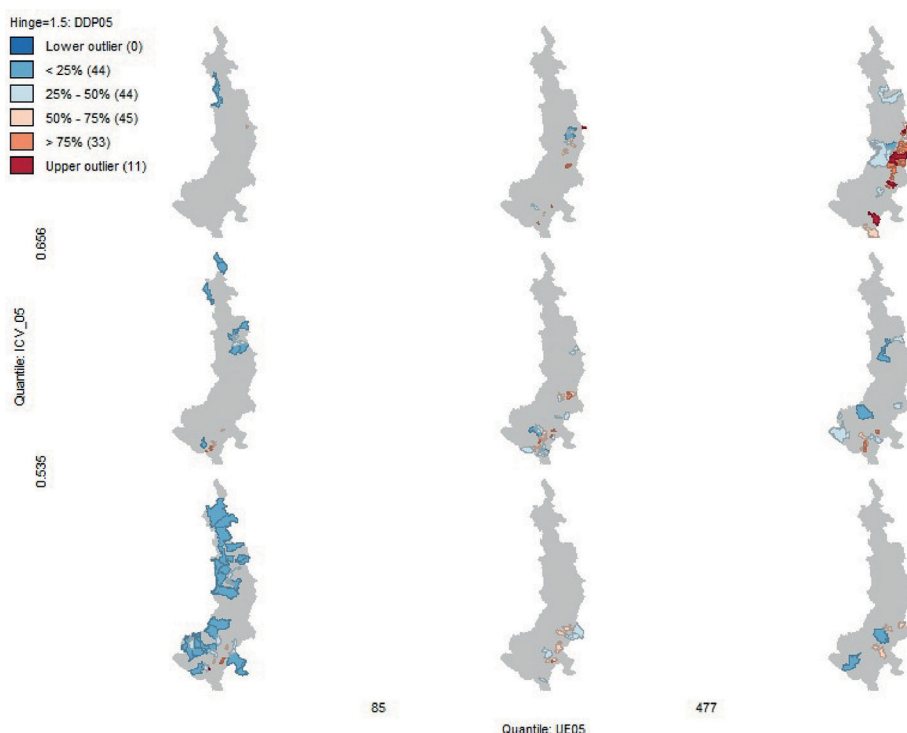 Hinge=1.5: DDP05
Lower outlier (0)
< 25% (44)
25% - 50% (44)
50% - 75% (45)
> 75% (33)
Upper outlier (11)
0.656
Quantile: ICV_05
0.535
85
477
Quantile: UE05